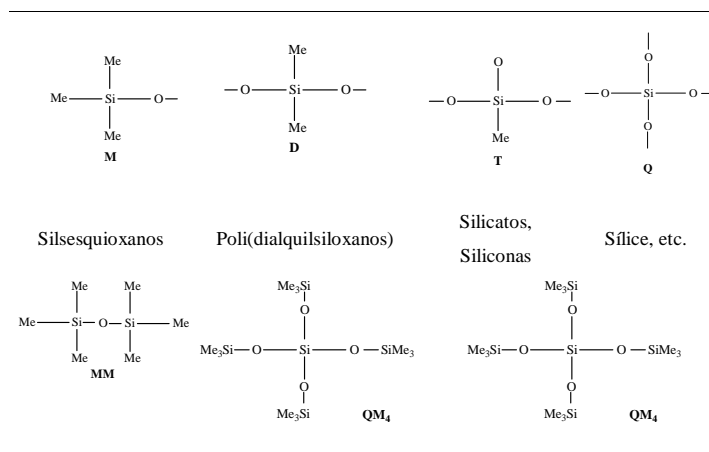 Me
Me
Si
O
Me
M
Me
O
Si
O
Me
D
O
O
Si
O
Me
T
O
O
Si
O
O
Q
Silsesquioxanos
Poli(dialquilsiloxanos)
Silicatos,
Siliconas
Sílice, etc.
Me Me
Me Si O Si Me
Me Me
MM
Me3Si
O
Me3Si O Si O SiMe3
O
Me3Si
QM4
Me3Si
O
Me3Si O Si O SiMe3
O
Me3Si
QM4